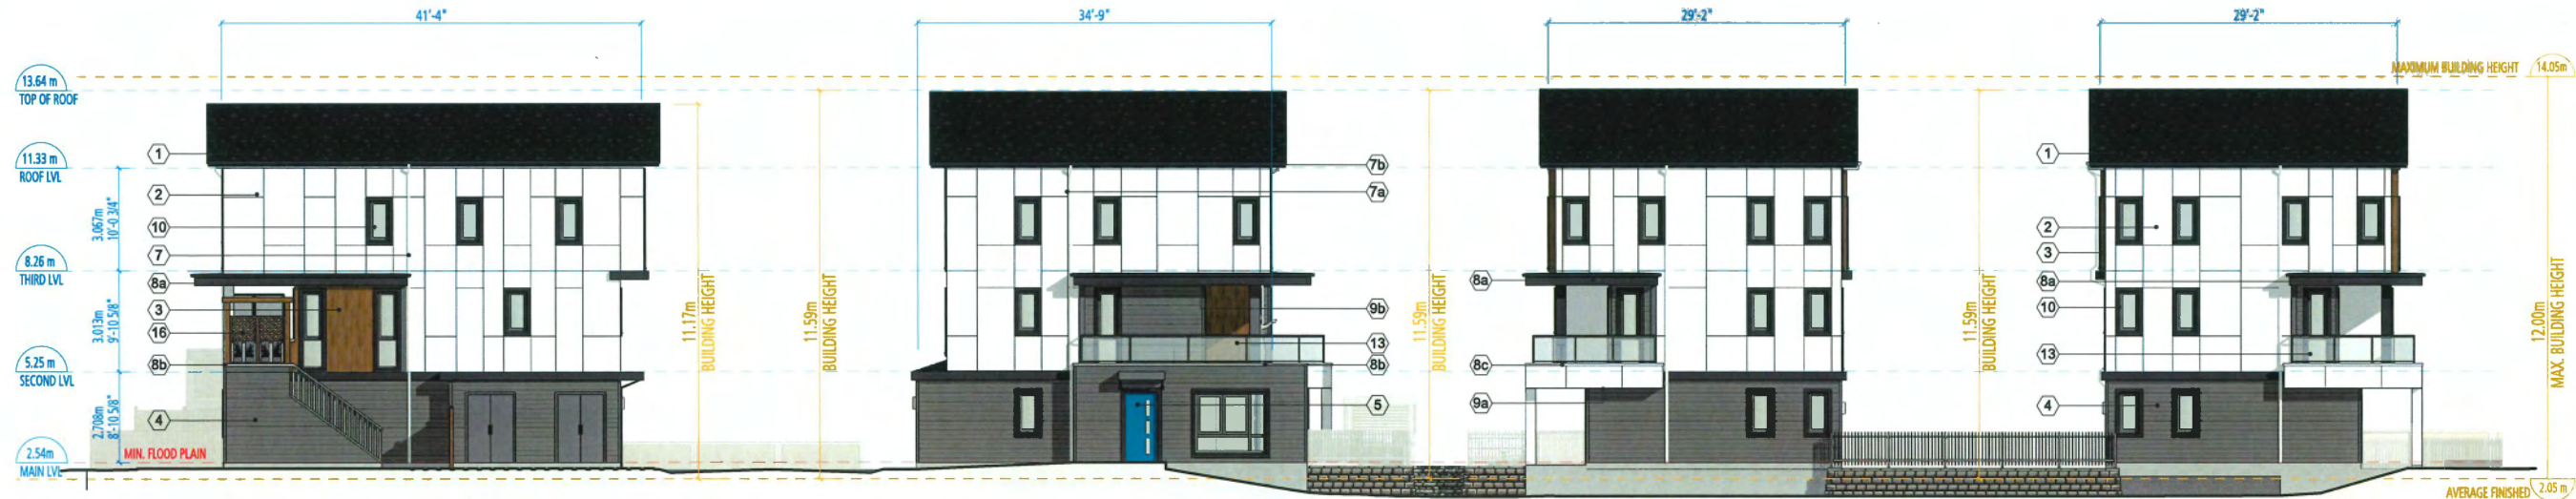 41'-4"
34'-9"
29'-2"
29'-2"
MAXIMUM BUILDING HEIGHT
14.05m
13.64 m
TOP OF ROOF
11.33 m
ROOF LVL
8.26 m
THIRD LVL
5.25 m
SECOND LVL
2.54m
MAIN LVL
3.067m
10'-0 3/4"
3.013m
9'-10 5/8"
2.708m
8'-10 5/8"
MIN. FLOOD PLAIN
1
2
10
7
8a
3
16
8b
4
11.17m
BUILDING HEIGHT
11.59m
BUILDING HEIGHT
7b
7a
9b
13
8b
5
11.59m
BUILDING HEIGHT
8a
8c
9a
11.59m
BUILDING HEIGHT
1
2
3
8a
10
13
4
12.00m
MAX. BUILDING HEIGHT
AVERAGE FINISHED
2.05 m